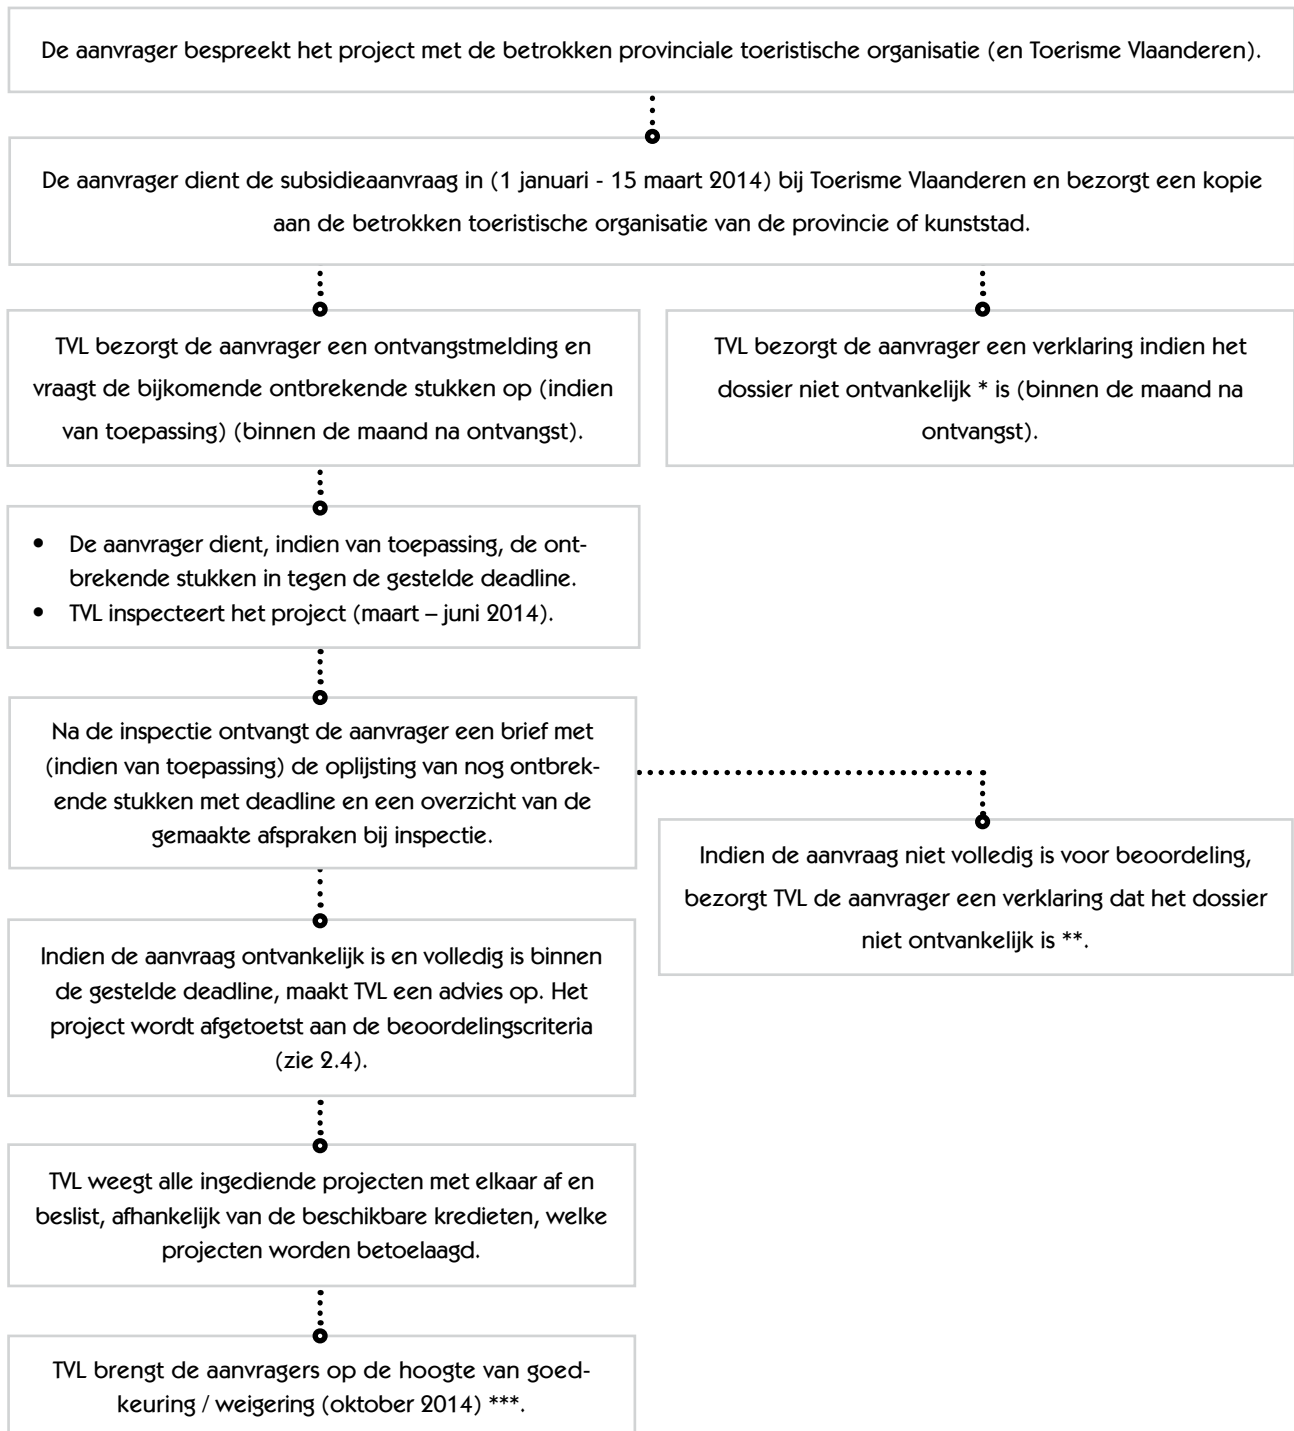 De aanvrager bespreekt het project met de betrokken provinciale toeristische organisatie (en Toerisme Vlaanderen).
De aanvrager dient de subsidieaanvraag in (1 januari - 15 maart 2014) bij Toerisme Vlaanderen en bezorgt een kopie
aan de betrokken toeristische organisatie van de provincie of kunststad.
TVL bezorgt de aanvrager een ontvangstmelding en
vraagt de bijkomende ontbrekende stukken op (indien
van toepassing) (binnen de maand na ontvangst).
TVL bezorgt de aanvrager een verklaring indien het
dossier niet ontvankelijk * is (binnen de maand na
ontvangst).
• De aanvrager dient, indien van toepassing, de ont-
brekende stukken in tegen de gestelde deadline.
• TVL inspecteert het project (maart – juni 2014).
Na de inspectie ontvangt de aanvrager een brief met
(indien van toepassing) de oplijsting van nog ontbrek-
ende stukken met deadline en een overzicht van de
gemaakte afspraken bij inspectie.
Indien de aanvraag niet volledig is voor beoordeling,
bezorgt TVL de aanvrager een verklaring dat het dossier
niet ontvankelijk is **.
Indien de aanvraag ontvankelijk is en volledig is binnen
de gestelde deadline, maakt TVL een advies op. Het
project wordt afgetoetst aan de beoordelingscriteria
(zie 2.4).
TVL weegt alle ingediende projecten met elkaar af en
beslist, afhankelijk van de beschikbare kredieten, welke
projecten worden betoelaagd.
TVL brengt de aanvragers op de hoogte van goed-
keuring / weigering (oktober 2014) ***.